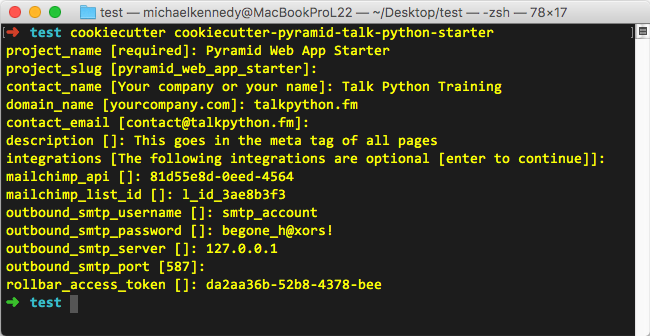 test — michaelkennedy@MacBookProL22 — ~/Desktop/test — -zsh — 78×17
[➜ test cookiecutter cookiecutter-pyramid-talk-python-starter ]
project_name [required]: Pyramid Web App Starter
project_slug [pyramid_web_app_starter]:
contact_name [Your company or your name]: Talk Python Training
domain_name [yourcompany.com]: talkpython.fm
contact_email [contact@talkpython.fm]:
description []: This goes in the meta tag of all pages
integrations [The following integrations are optional [enter to continue]]:
mailchimp_api []: 81d55e8d-0eed-4564
mailchimp_list_id []: l_id_3ae8b3f3
outbound_smtp_username []: smtp_account
outbound_smtp_password []: begone_h@xors!
outbound_smtp_server []: 127.0.0.1
outbound_smtp_port [587]:
rollbar_access_token []: da2aa36b-52b8-4378-bee
➜ test